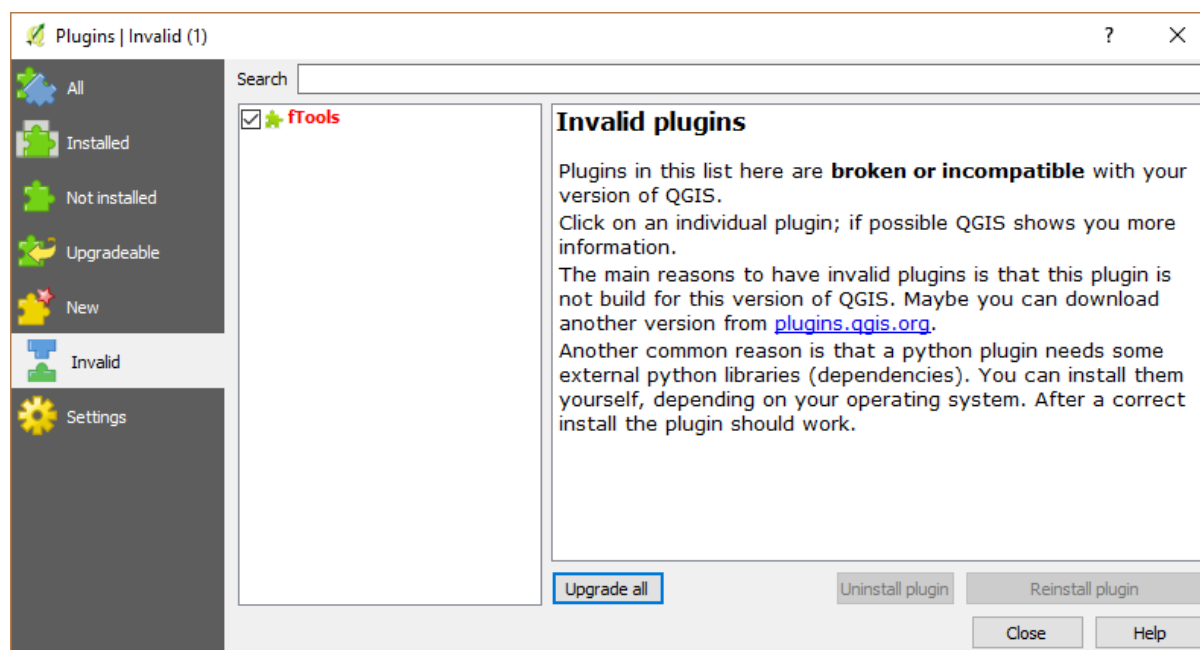 Plugins | Invalid (1)
?
All
Installed
Not installed
Upgradeable
New
Invalid
Settings
Search
fTools
Invalid plugins
Plugins in this list here are broken or incompatible with your
version of QGIS.
Click on an individual plugin; if possible QGIS shows you more
information.
The main reasons to have invalid plugins is that this plugin is
not build for this version of QGIS. Maybe you can download
another version from plugins.qgis.org.
Another common reason is that a python plugin needs some
external python libraries (dependencies). You can install them
yourself, depending on your operating system. After a correct
install the plugin should work.
Upgrade all
Uninstall plugin
Reinstall plugin
Close
Help